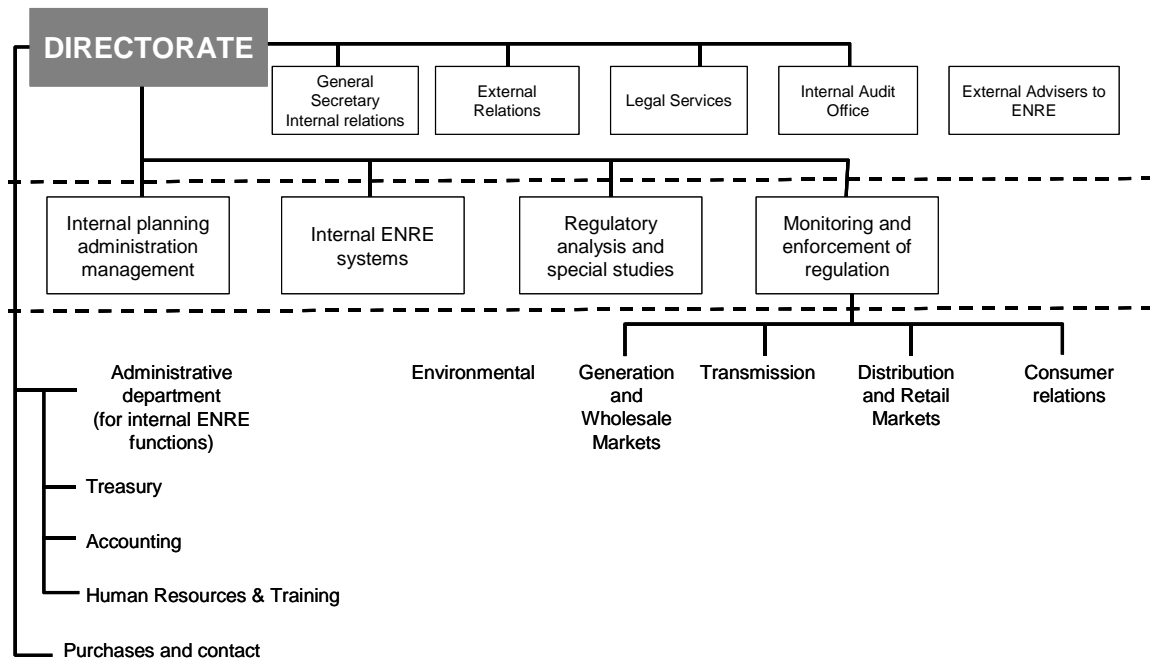 DIRECTORATE
General
Secretary
Internal relations
External
Relations
Legal Services
Internal Audit
Office
External Advisers to
ENRE
Internal planning
administration
management
Internal ENRE
systems
Regulatory
analysis and
special studies
Monitoring and
enforcement of
regulation
Administrative
department
(for internal ENRE
functions)
Environmental
Generation
and
Wholesale
Markets
Transmission
Distribution
and Retail
Markets
Consumer
relations
Treasury
Accounting
Human Resources & Training
Purchases and contact